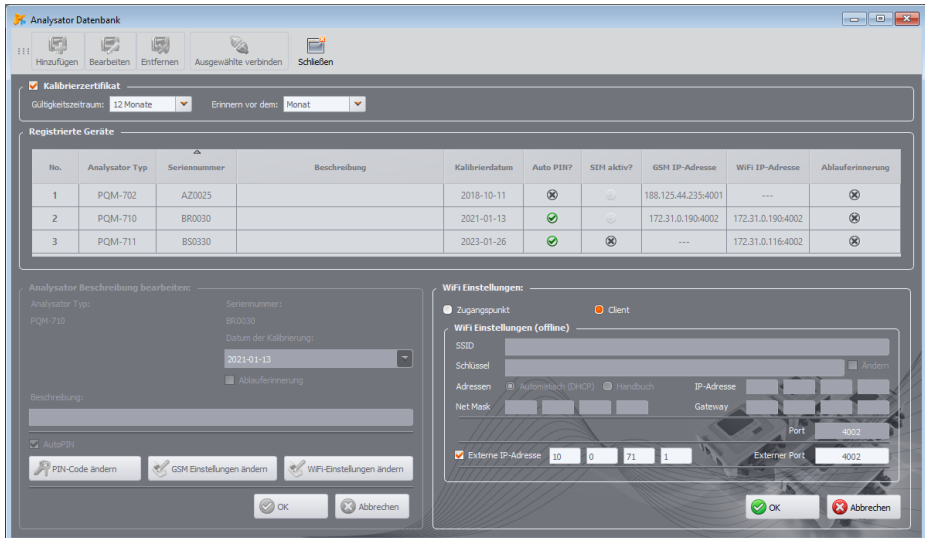 Analysator Datenbank
Hinzufügen Bearbeiten Entfernen Ausgewählte verbinden Schließen
Kalibrierzertifikat
Gültigkeitszeitraum: 12 Monate Erinnern vor dem: Monat
Registrierte Geräte
No. Analysator Typ Seriennummer Beschreibung Kalibrierdatum Auto PIN? SIM aktiv? GSM IP-Adresse WiFi IP-Adresse Ablauferinnerung
1 PQM-702 AZ0025 2018-10-11 188.125.44.235:4001 ---
2 PQM-710 BR0030 2021-01-13 172.31.0.190:4002 172.31.0.190:4002
3 PQM-711 BS0330 2023-01-26 --- 172.31.0.116:4002
Analysator Beschreibung bearbeiten:
Analysator Typ: Seriennummer:
PQM-710 BR0030
Datum der Kalibrierung:
2021-01-13
Ablauferinnerung
Beschreibung:
AutoPIN
PIN-Code ändern GSM Einstellungen ändern WiFi-Einstellungen ändern
OK Abbrechen
WiFi Einstellungen:
Zugangspunkt Client
WiFi Einstellungen (offline)
SSID
Schlüssel Ändern
Adressen Automatisch (DHCP) Handbuch IP-Adresse
Net Mask Gateway
Port 4002
Externe IP-Adresse 10 0 71 1 Externer Port 4002
OK Abbrechen